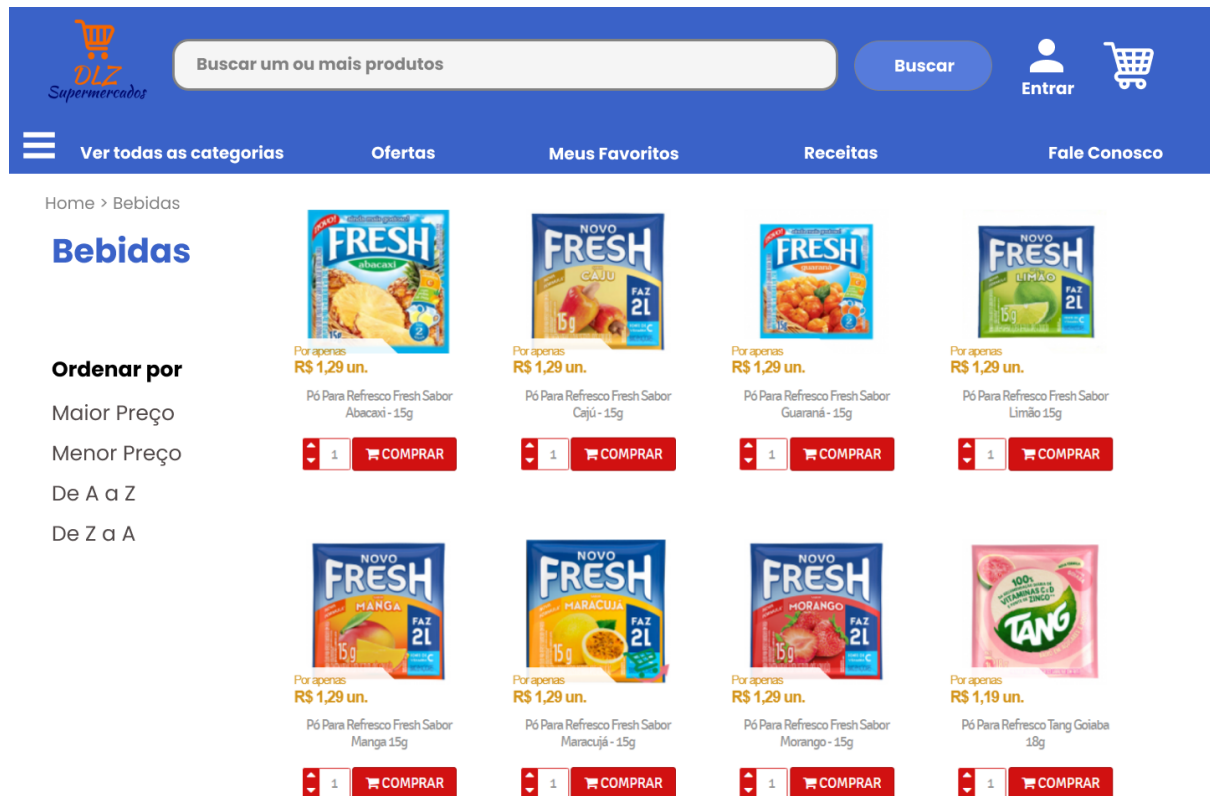 DLZ
Supermercados
Buscar um ou mais produtos
Buscar
Entrar
Ver todas as categorias
Ofertas
Meus Favoritos
Receitas
Fale Conosco
Home > Bebidas
Bebidas
Ordenar por
Maior Preço
Menor Preço
De A a Z
De Z a A
NOVO!
FRESH
abacaxi
15g
Por apenas
R$ 1,29 un.
Pó Para Refresco Fresh Sabor
Abacaxi - 15g
1
COMPRAR
NOVO
FRESH
CAJU
FAZ
2L
15g
Por apenas
R$ 1,29 un.
Pó Para Refresco Fresh Sabor
Cajú - 15g
1
COMPRAR
FRESH
guaraná
Por apenas
R$ 1,29 un.
Pó Para Refresco Fresh Sabor
Guaraná - 15g
1
COMPRAR
NOVO
FRESH
LIMÃO
FAZ
2L
15g
Por apenas
R$ 1,29 un.
Pó Para Refresco Fresh Sabor
Limão 15g
1
COMPRAR
NOVO
FRESH
MANGA
FAZ
2L
15g
Por apenas
R$ 1,29 un.
Pó Para Refresco Fresh Sabor
Manga 15g
1
COMPRAR
NOVO
FRESH
MARACUJÁ
FAZ
2L
15g
Por apenas
R$ 1,29 un.
Pó Para Refresco Fresh Sabor
Maracujá - 15g
1
COMPRAR
NOVO
FRESH
MORANGO
FAZ
2L
15g
Por apenas
R$ 1,29 un.
Pó Para Refresco Fresh Sabor
Morango - 15g
1
COMPRAR
100%
VITAMINAS C e D
ZINCO
TANG
Por apenas
R$ 1,19 un.
Pó Para Refresco Tang Goiaba
18g
1
COMPRAR